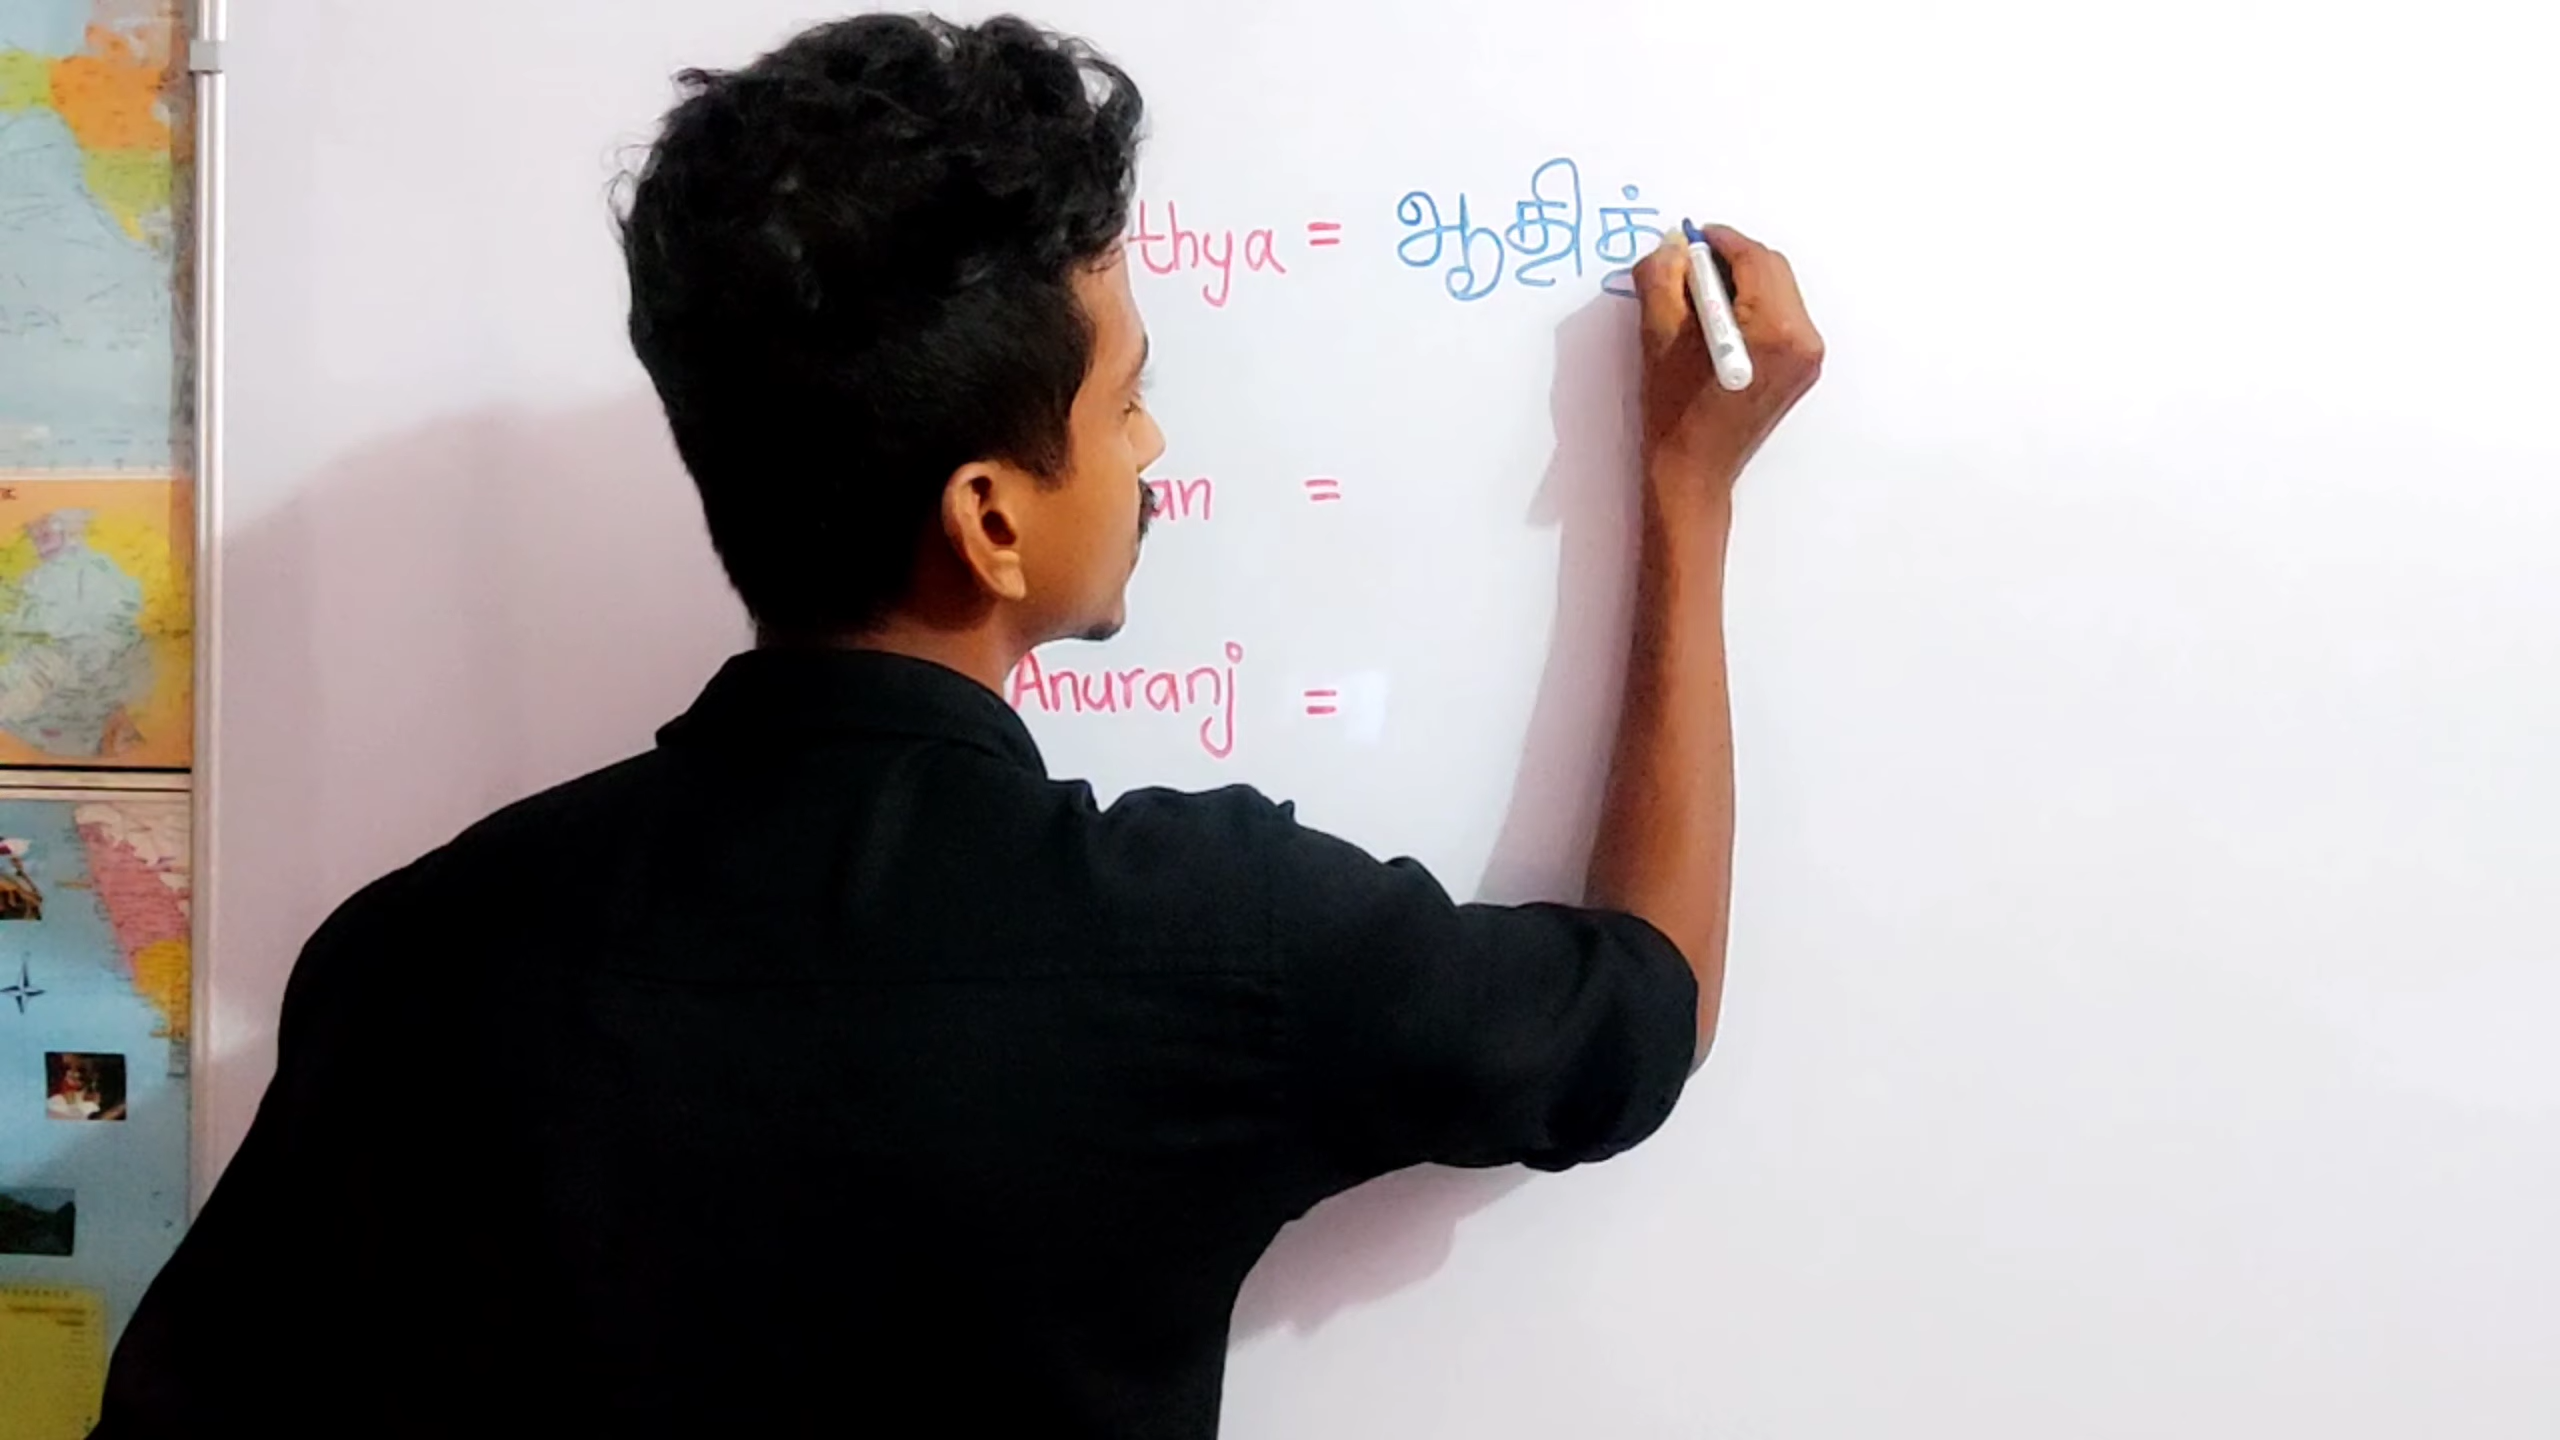 thya = ஆதித்
an =
Anuranj =